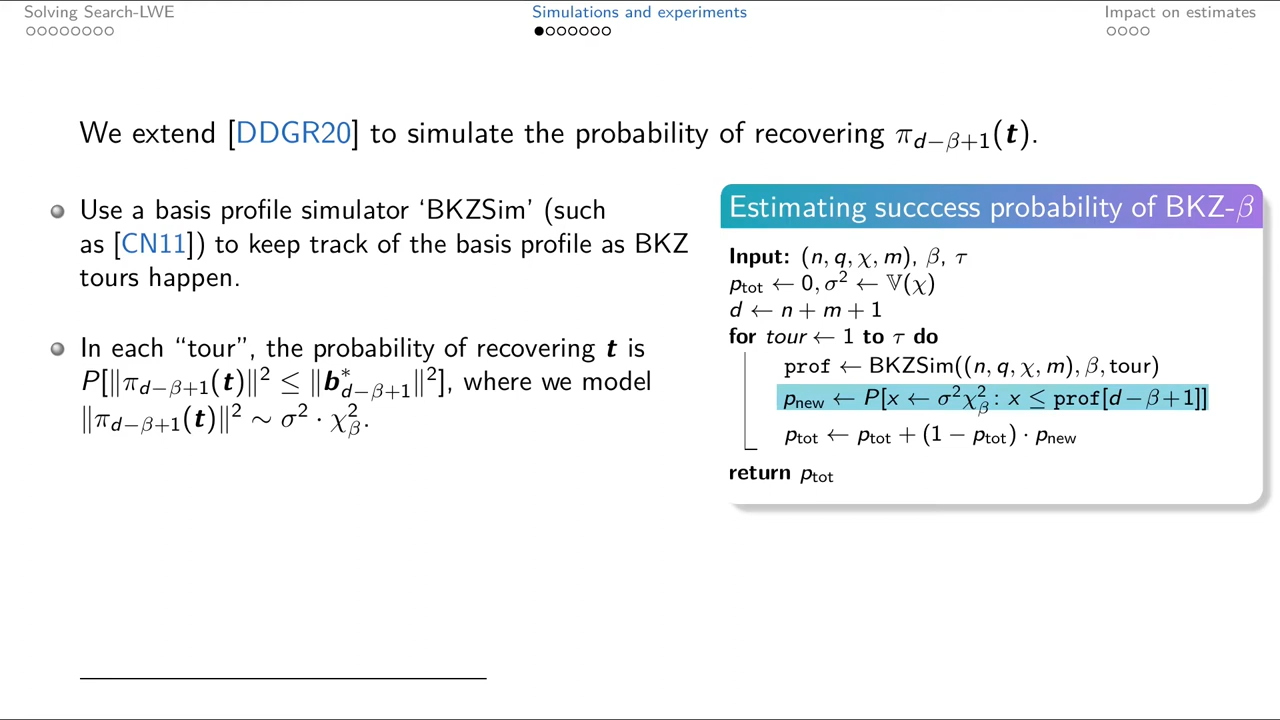 Solving Search-LWE
Simulations and experiments
Impact on estimates
We extend [DDGR20] to simulate the probability of recovering π_{d−β+1}(t).
Use a basis profile simulator ‘BKZSim’ (such
as [CN11]) to keep track of the basis profile as BKZ
tours happen.
In each “tour”, the probability of recovering t is
P[‖π_{d−β+1}(t)‖² ≤ ‖b*_{d−β+1}‖²], where we model
‖π_{d−β+1}(t)‖² ∼ σ² · χ²_β.
Estimating succcess probability of BKZ-β
Input: (n, q, χ, m), β, τ
p_tot ← 0, σ² ← 𝕍(χ)
d ← n + m + 1
for tour ← 1 to τ do
prof ← BKZSim((n, q, χ, m), β, tour)
p_new ← P[x ← σ²χ²_β : x ≤ prof[d − β + 1]]
p_tot ← p_tot + (1 − p_tot) · p_new
return p_tot